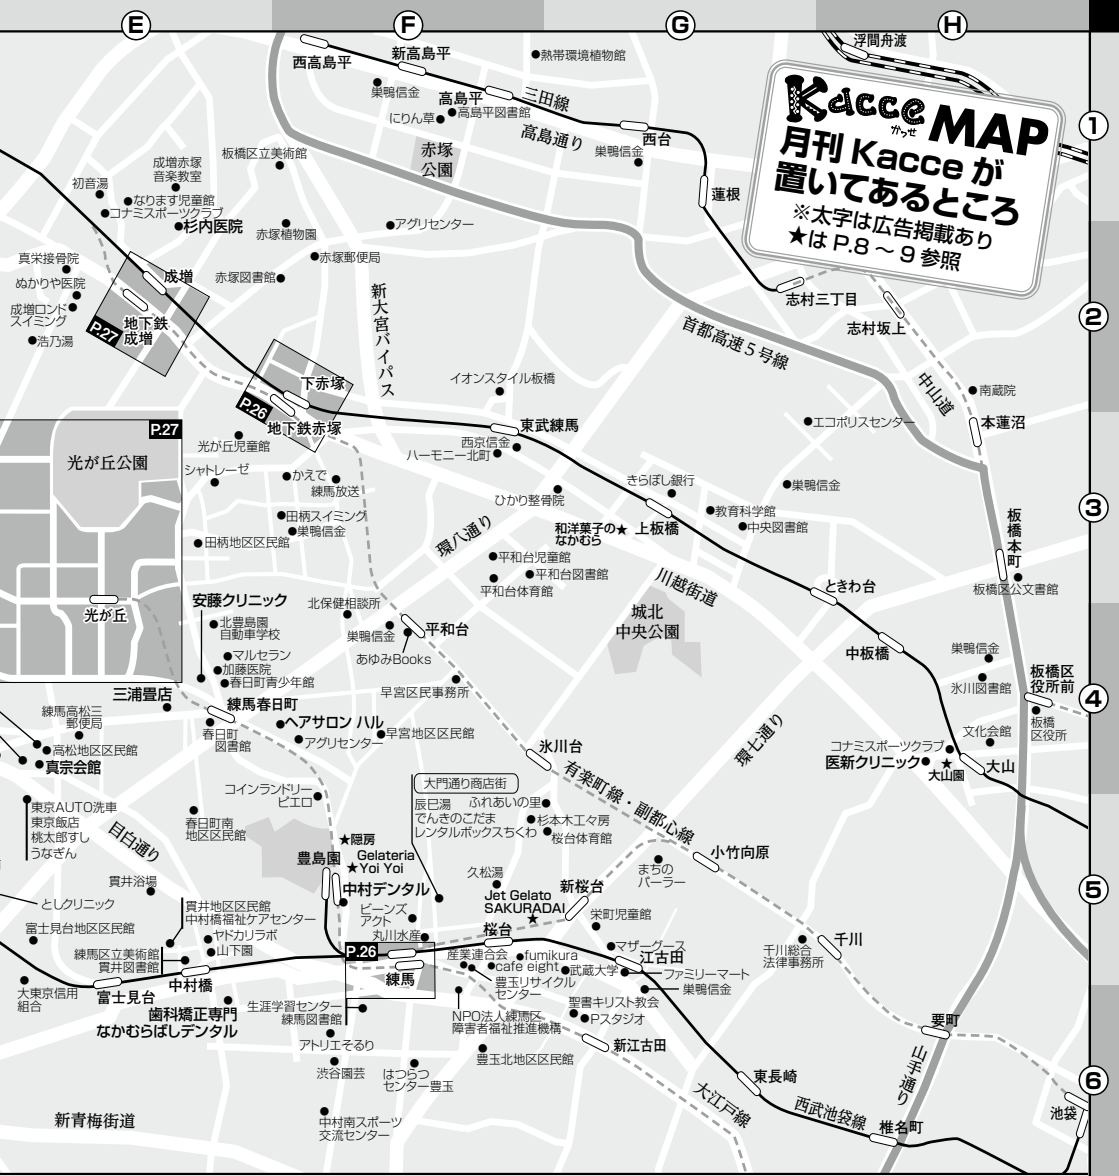 E
F
G
H
①
②
③
④
⑤
⑥
Kacce MAP
かっせ
月刊 Kacce が
置いてあるところ
※太字は広告掲載あり
★は P.8 〜 9 参照
浮間舟渡
西高島平
新高島平
熱帯環境植物館
巣鴨信金
高島平
三田線
にりん草
高島平図書館
高島通り
西台
巣鴨信金
赤塚
公園
蓮根
成増赤塚
音楽教室
板橋区立美術館
初音湯
なります児童館
コナミスポーツクラブ
杉内医院
赤塚植物園
アグリセンター
真栄接骨院
ぬかりや医院
成増ロンド
スイミング
浩乃湯
成増
地下鉄
成増
P.27
赤塚郵便局
赤塚図書館
新大宮バイパス
志村三丁目
志村坂上
首都高速５号線
中山道
南蔵院
本蓮沼
エコポリスセンター
下赤塚
P.26
地下鉄赤塚
イオンスタイル板橋
東武練馬
西京信金
ハーモニー北町
P.27
光が丘公園
光が丘
光が丘児童館
シャトレーゼ
かえで
練馬放送
田柄スイミング
巣鴨信金
田柄地区区民館
ひかり整骨院
きらぼし銀行
巣鴨信金
教育科学館
中央図書館
和洋菓子の★
なかむら
上板橋
環八通り
平和台児童館
平和台図書館
平和台体育館
川越街道
ときわ台
板橋本町
板橋区公文書館
城北
中央公園
中板橋
安藤クリニック
北豊島園
自動車学校
マルセラン
加藤医院
春日町青少年館
北保健相談所
巣鴨信金
あゆみBooks
平和台
早宮区民事務所
巣鴨信金
氷川図書館
板橋区
役所前
板橋
区役所
文化会館
三浦畳店
練馬春日町
春日町
図書館
ヘアサロン ハル
アグリセンター
早宮地区区民館
練馬高松三
郵便局
高松地区区民館
真宗会館
氷川台
環七通り
コナミスポーツクラブ
医新クリニック
★
大山園
大山
有楽町線・副都心線
東京AUTO洗車
東京飯店
桃太郎すし
うなぎん
目白通り
コインランドリー
ピエロ
春日町南
地区区民館
大門通り商店街
辰巳湯
でんきのこだま
レンタルボックスちくわ
ふれあいの里
杉本木工々房
桜台体育館
★隠房
Gelateria
★Yoi Yoi
豊島園
中村デンタル
ビーンズ
アクト
丸川水産
久松湯
Jet Gelato
SAKURADAI
★
新桜台
桜台
小竹向原
まちの
パーラー
貫井浴場
としクリニック
富士見台地区区民館
貫井地区区民館
中村橋福祉ケアセンター
ヤドカリラボ
山下園
練馬区立美術館
貫井図書館
大東京信用
組合
富士見台
中村橋
歯科矯正専門
なかむらばしデンタル
P.26
練馬
生涯学習センター
練馬図書館
アトリエそるり
渋谷園芸
はつらつ
センター豊玉
中村南スポーツ
交流センター
新青梅街道
産業連合会
fumikura
cafe eight
豊玉リサイクル
センター
NPO法人練馬区
障害者福祉推進機構
豊玉北地区区民館
栄町児童館
マザーグース
江古田
武蔵大学
ファミリーマート
巣鴨信金
聖書キリスト教会
Pスタジオ
新江古田
千川総合
法律事務所
千川
要町
山手通り
東長崎
大江戸線
西武池袋線
椎名町
池袋